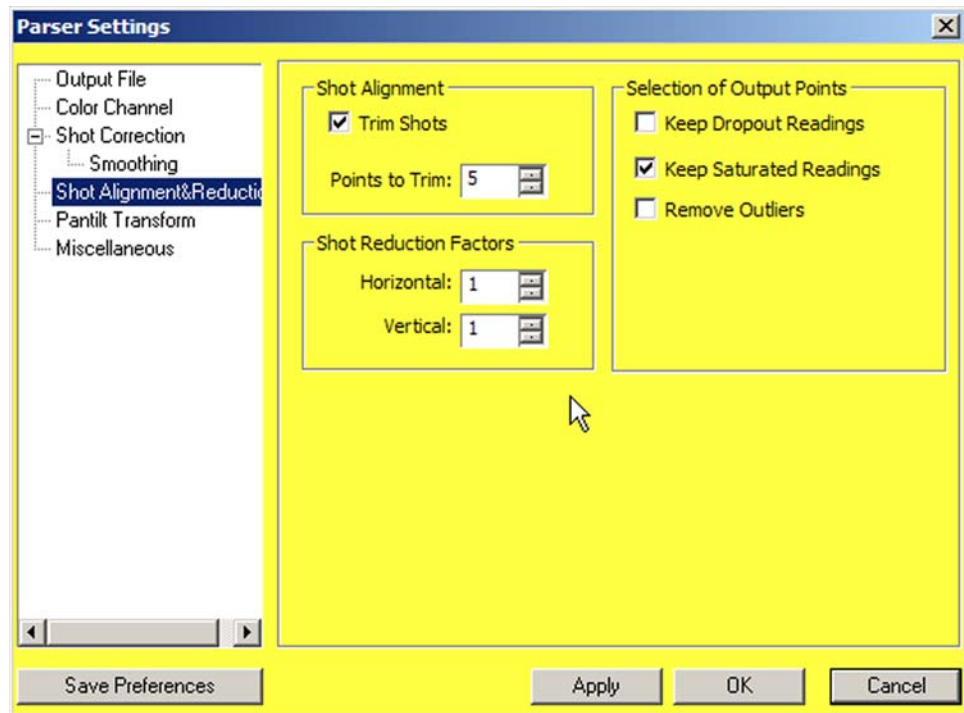 Parser Settings
Output File
Color Channel
Shot Correction
Smoothing
Shot Alignment&Reductio
Pantilt Transform
Miscellaneous
Shot Alignment
Trim Shots
Points to Trim: 5
Shot Reduction Factors
Horizontal: 1
Vertical: 1
Selection of Output Points
Keep Dropout Readings
Keep Saturated Readings
Remove Outliers
Save Preferences
Apply
OK
Cancel